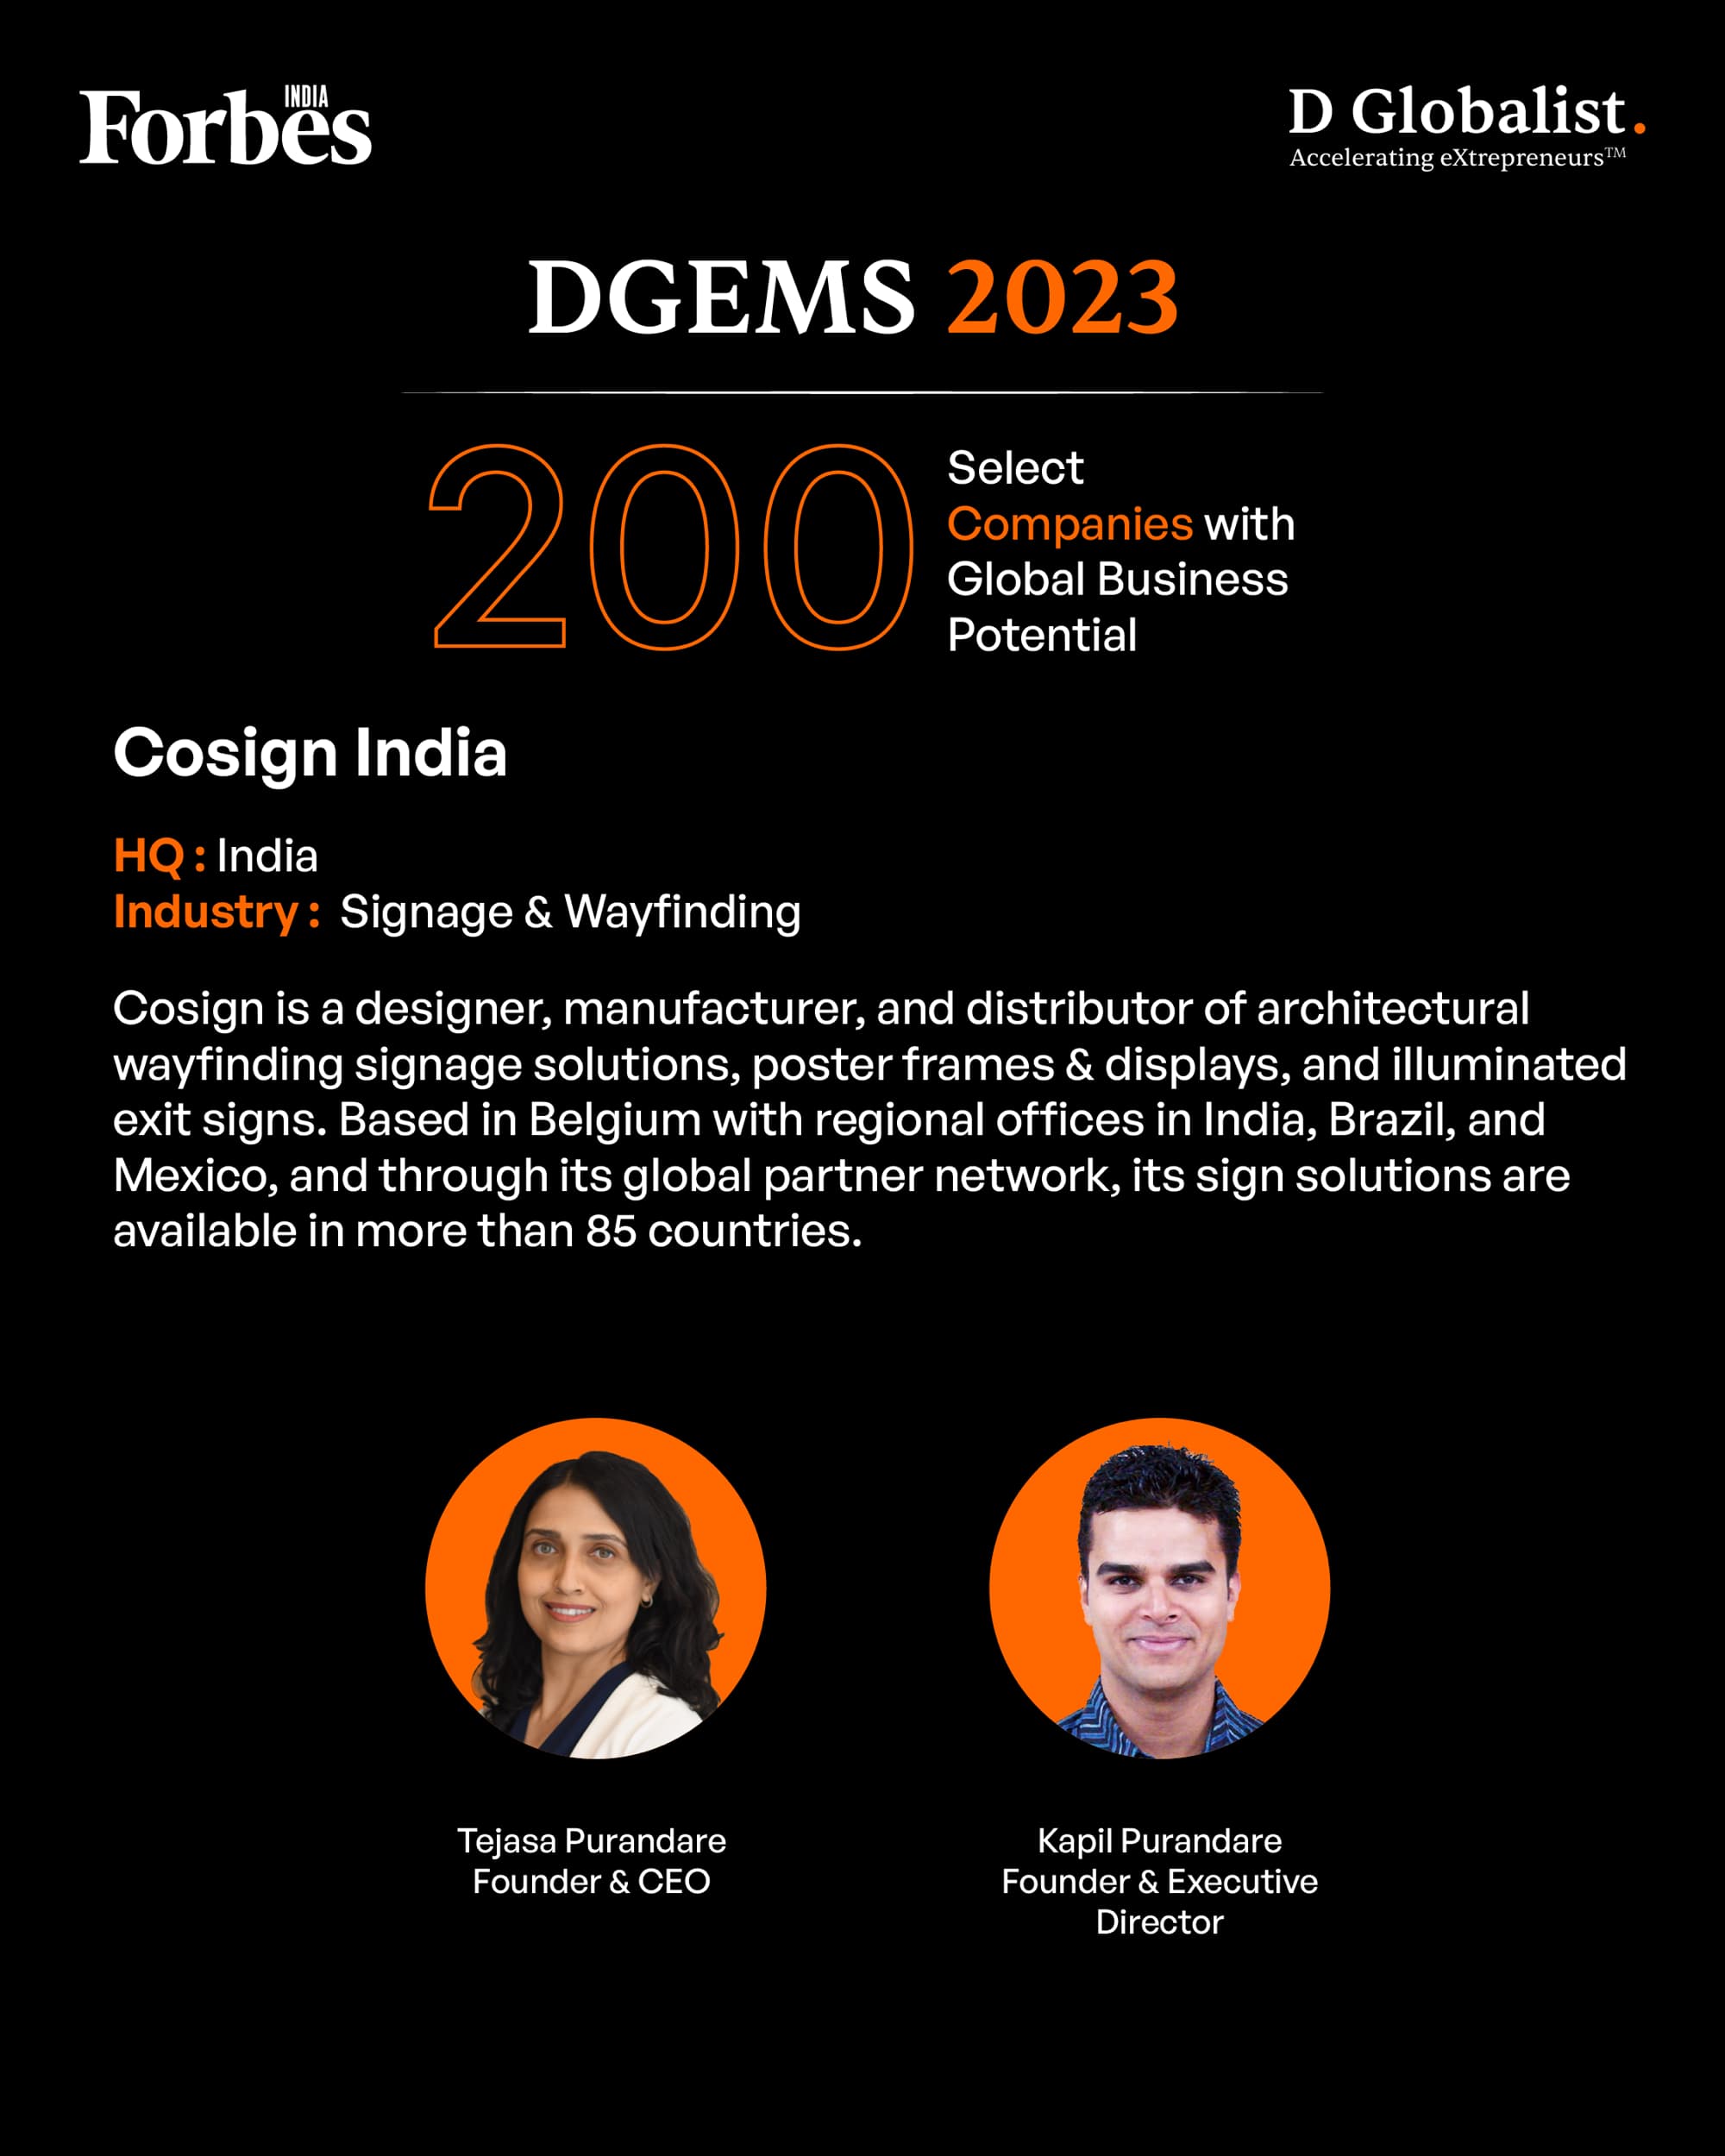 Forbes INDIA
D Globalist.
Accelerating eXtrepreneurs™
DGEMS 2023
200
Select
Companies with
Global Business
Potential
Cosign India
HQ : India
Industry : Signage & Wayfinding
Cosign is a designer, manufacturer, and distributor of architectural
wayfinding signage solutions, poster frames & displays, and illuminated
exit signs. Based in Belgium with regional offices in India, Brazil, and
Mexico, and through its global partner network, its sign solutions are
available in more than 85 countries.
Tejasa Purandare
Founder & CEO
Kapil Purandare
Founder & Executive
Director